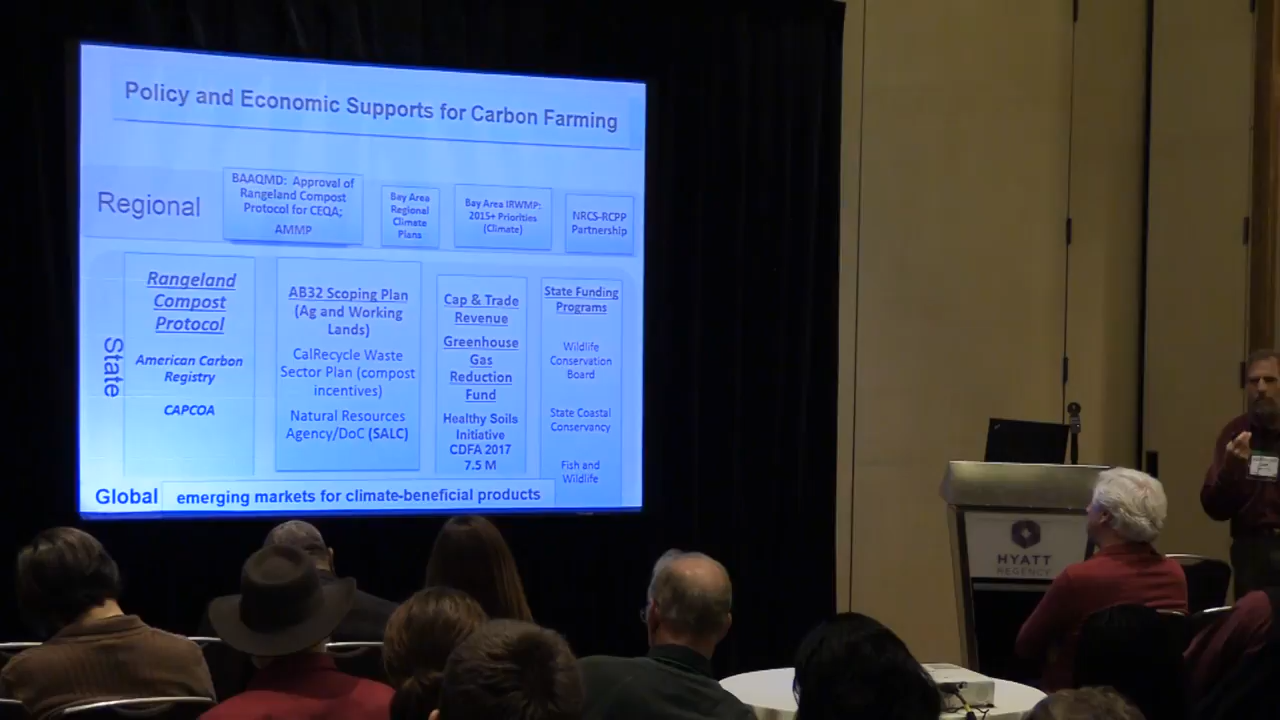 Policy and Economic Supports for Carbon Farming
Regional
BAAQMD: Approval of
Rangeland Compost
Protocol for CEQA;
AMMP
Bay Area
Regional
Climate
Plans
Bay Area IRWMP:
2015+ Priorities
(Climate)
NRCS-RCPP
Partnership
State
Rangeland
Compost
Protocol
American Carbon
Registry
CAPCOA
AB32 Scoping Plan
(Ag and Working
Lands)
CalRecycle Waste
Sector Plan (compost
incentives)
Natural Resources
Agency/DoC (SALC)
Cap & Trade
Revenue
Greenhouse
Gas
Reduction
Fund
Healthy Soils
Initiative
CDFA 2017
7.5 M
State Funding
Programs
Wildlife
Conservation
Board
State Coastal
Conservancy
Fish and
Wildlife
Global emerging markets for climate-beneficial products
HYATT
REGENCY